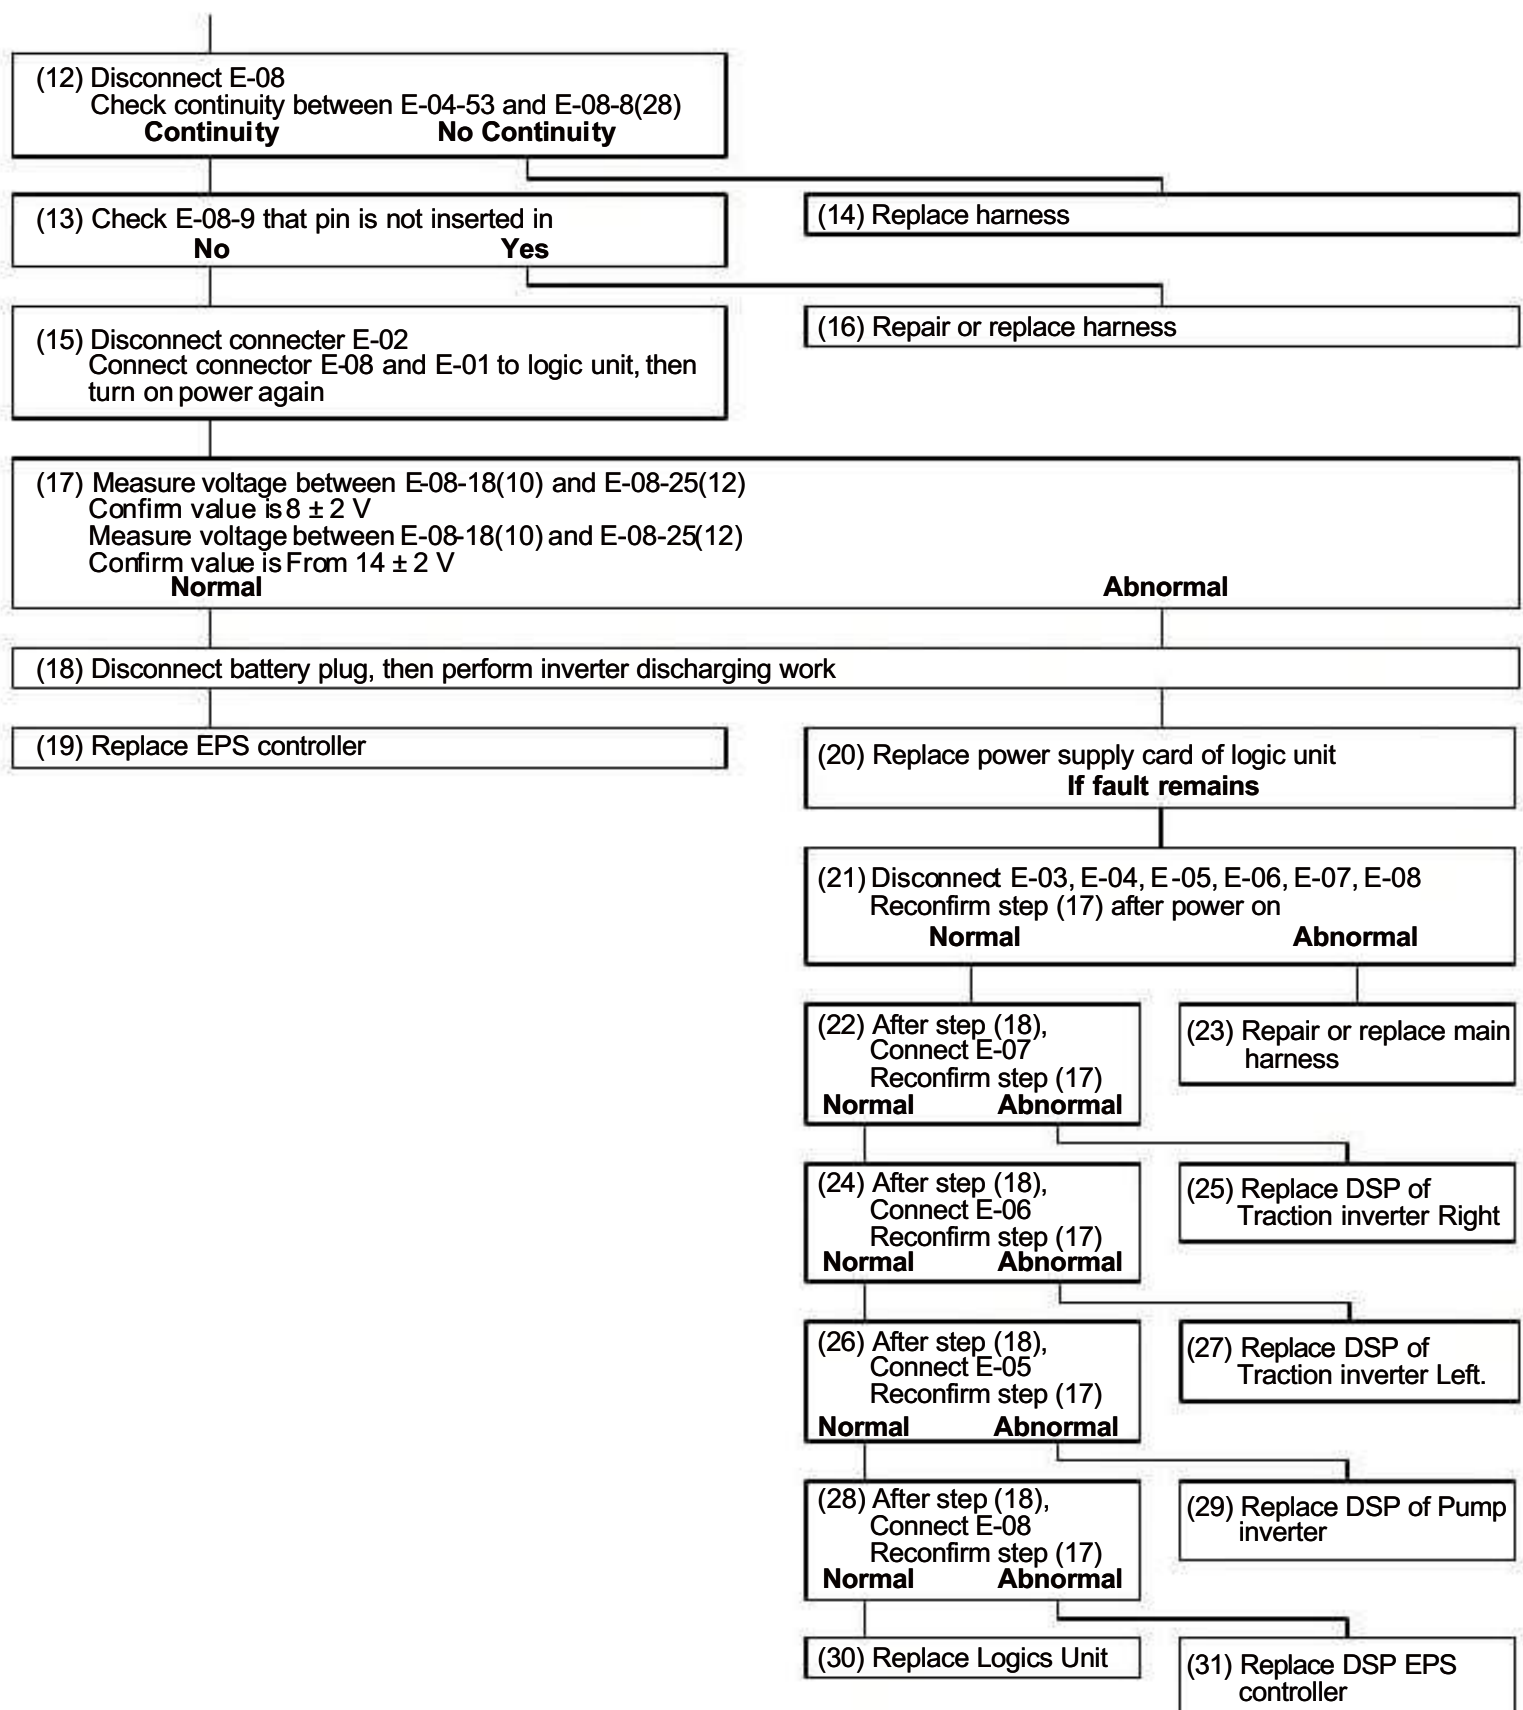 (12) Disconnect E-08
Check continuity between E-04-53 and E-08-8(28)
Continuity No Continuity
(13) Check E-08-9 that pin is not inserted in
No Yes
(14) Replace harness
(15) Disconnect connecter E-02
Connect connector E-08 and E-01 to logic unit, then
turn on power again
(16) Repair or replace harness
(17) Measure voltage between E-08-18(10) and E-08-25(12)
Confirm value is 8 ± 2 V
Measure voltage between E-08-18(10) and E-08-25(12)
Confirm value is From 14 ± 2 V
Normal Abnormal
(18) Disconnect battery plug, then perform inverter discharging work
(19) Replace EPS controller
(20) Replace power supply card of logic unit
If fault remains
(21) Disconnect E-03, E-04, E-05, E-06, E-07, E-08
Reconfirm step (17) after power on
Normal Abnormal
(22) After step (18),
Connect E-07
Reconfirm step (17)
Normal Abnormal
(23) Repair or replace main
harness
(24) After step (18),
Connect E-06
Reconfirm step (17)
Normal Abnormal
(25) Replace DSP of
Traction inverter Right
(26) After step (18),
Connect E-05
Reconfirm step (17)
Normal Abnormal
(27) Replace DSP of
Traction inverter Left.
(28) After step (18),
Connect E-08
Reconfirm step (17)
Normal Abnormal
(29) Replace DSP of Pump
inverter
(30) Replace Logics Unit
(31) Replace DSP EPS
controller